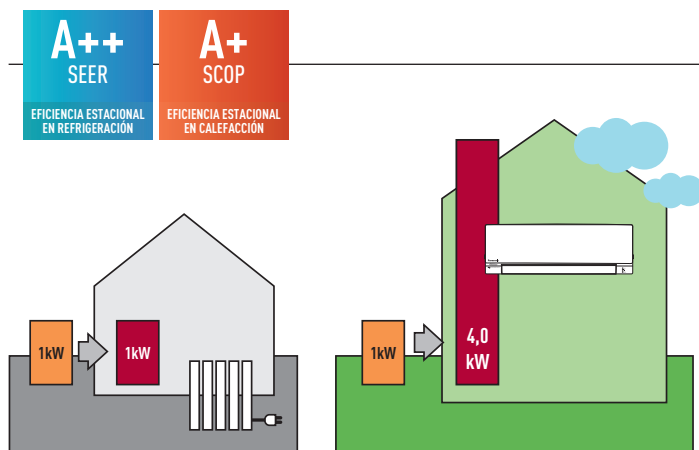 A++
SEER
EFICIENCIA ESTACIONAL
EN REFRIGERACIÓN
A+
SCOP
EFICIENCIA ESTACIONAL
EN CALEFACCIÓN
1kW
1kW
1kW
4,0
kW